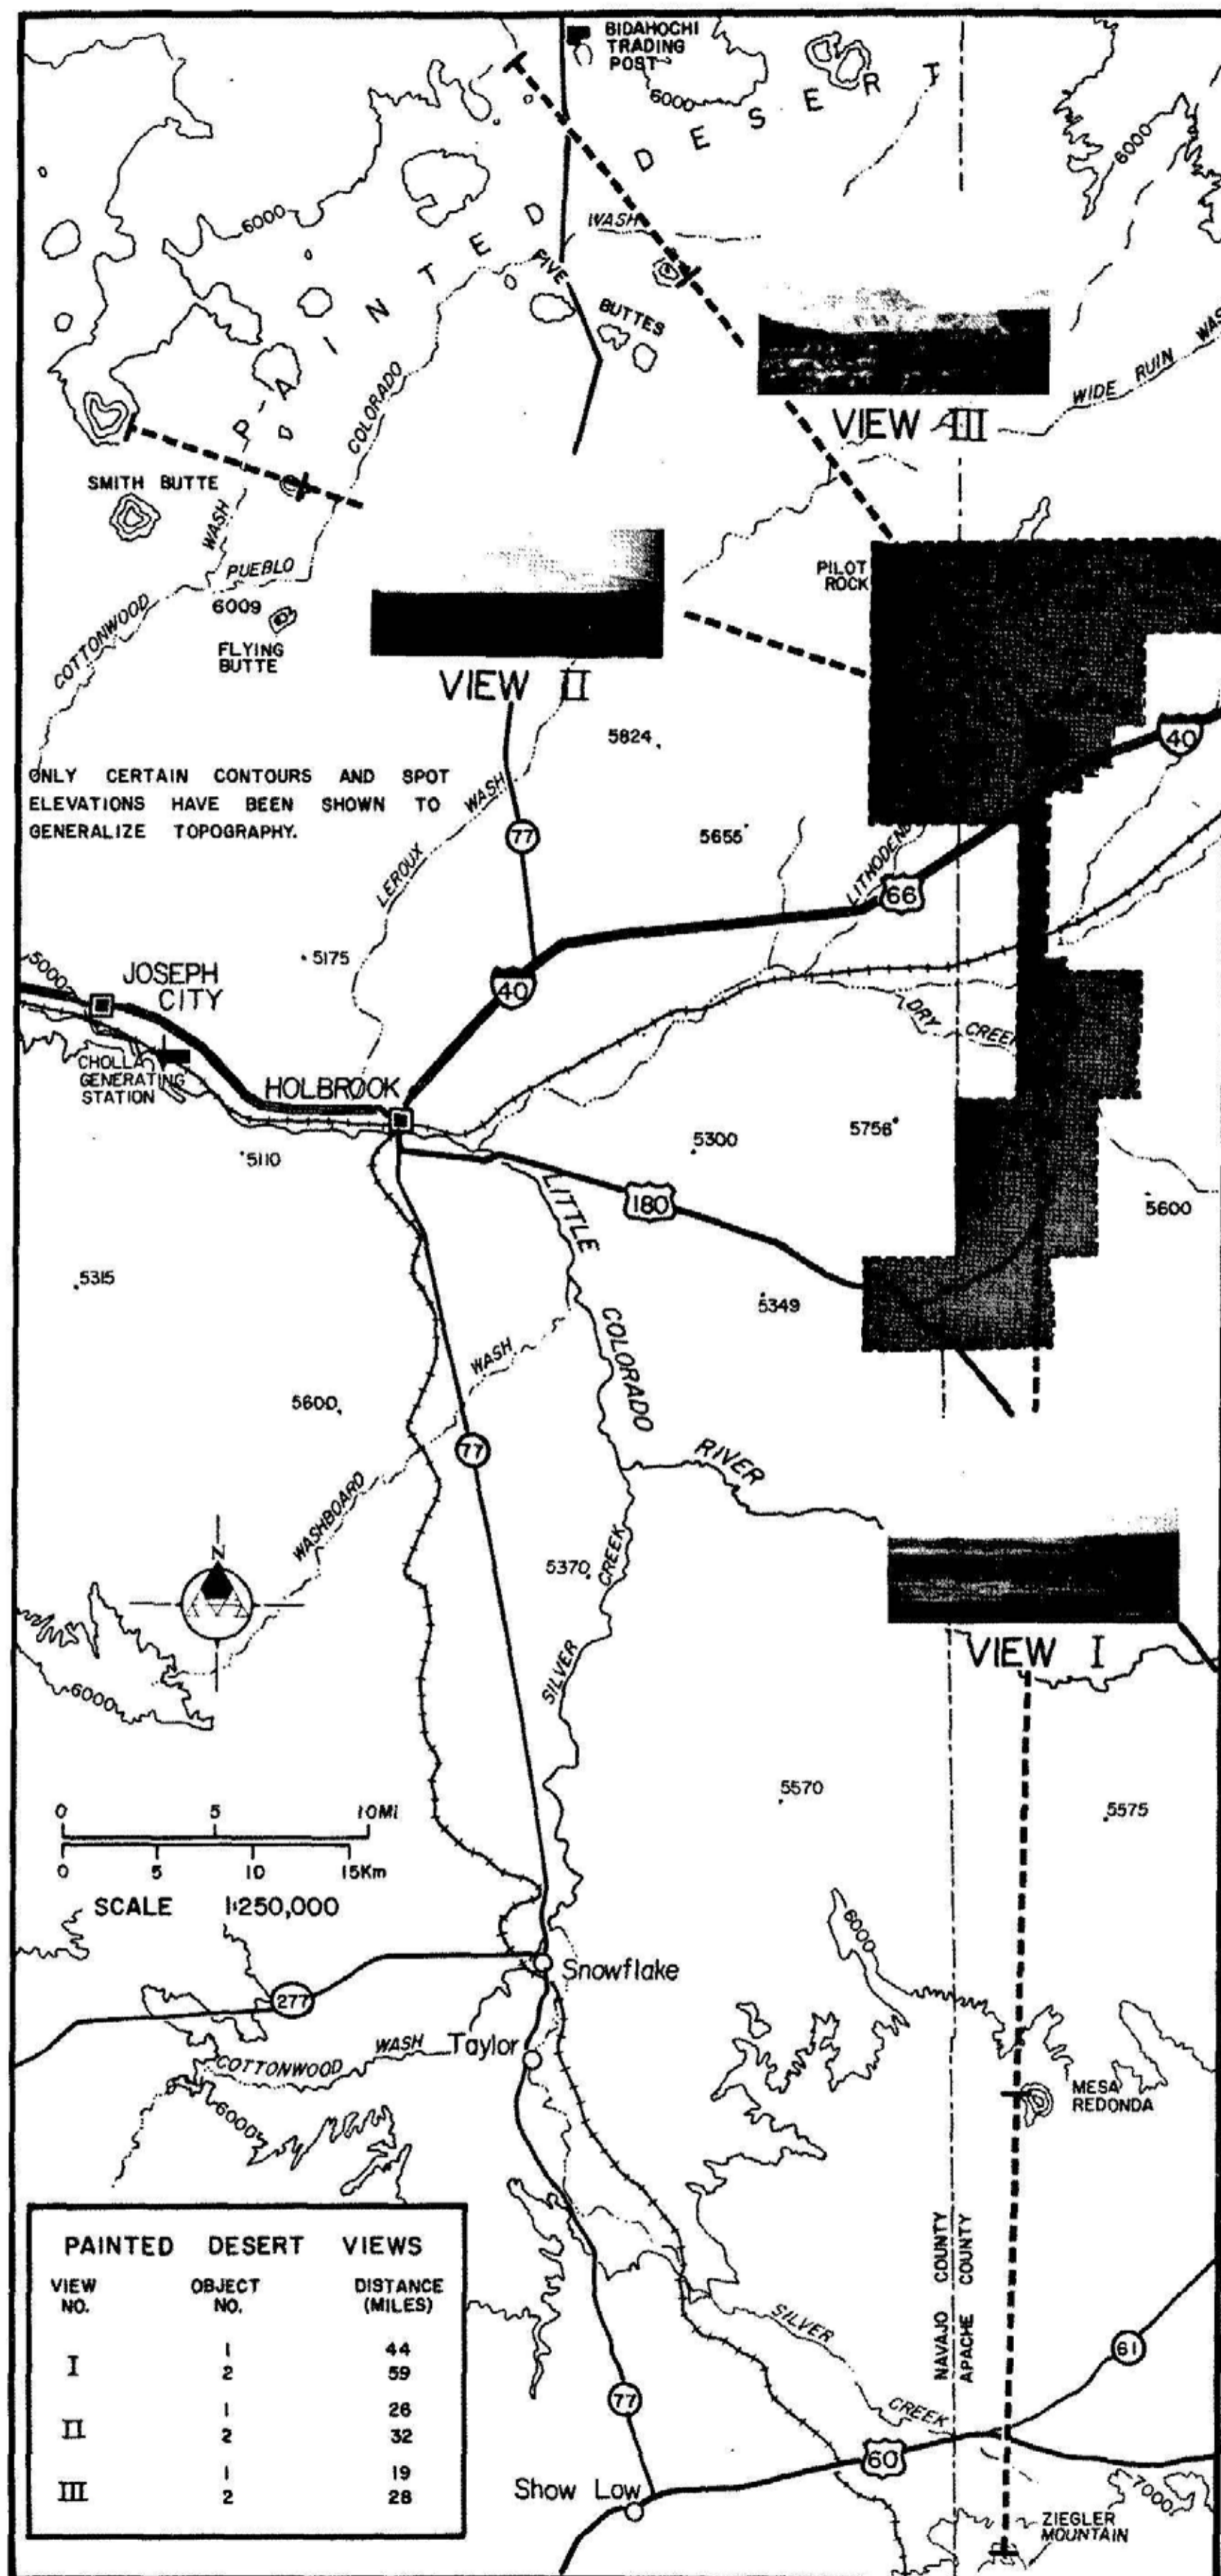 BIDAHOCHI
TRADING
POST
6000
PAINTED DESERT
6000
6000
WASH
FIVE
BUTTES
COLORADO
WIDE RUIN WAS
VIEW III
SMITH BUTTE
WASH
PUEBLO
COTTONWOOD
6009
FLYING
BUTTE
PILOT
ROCK
VIEW II
5824
40
ONLY CERTAIN CONTOURS AND SPOT
ELEVATIONS HAVE BEEN SHOWN TO
GENERALIZE TOPOGRAPHY.
LEROUX WASH
77
5655
66
5000
JOSEPH
CITY
5175
40
DRY CREEK
CHOLLA
GENERATING
STATION
HOLBROOK
5110
5300
5756
5600
180
LITTLE
COLORADO
RIVER
5315
5349
WASHBOARD WASH
5600
77
N
5370
SILVER CREEK
6000
VIEW I
0 5 10MI
0 5 10 15Km
SCALE 1:250,000
5570
5575
6000
Snowflake
277
COTTONWOOD WASH
Taylor
6000
MESA
REDONDA
PAINTED DESERT VIEWS
VIEW NO. OBJECT NO. DISTANCE (MILES)
I 1 44
2 59
II 1 26
2 32
III 1 19
2 28
NAVAJO COUNTY
APACHE COUNTY
SILVER
CREEK
61
77
60
Show Low
7000
ZIEGLER
MOUNTAIN